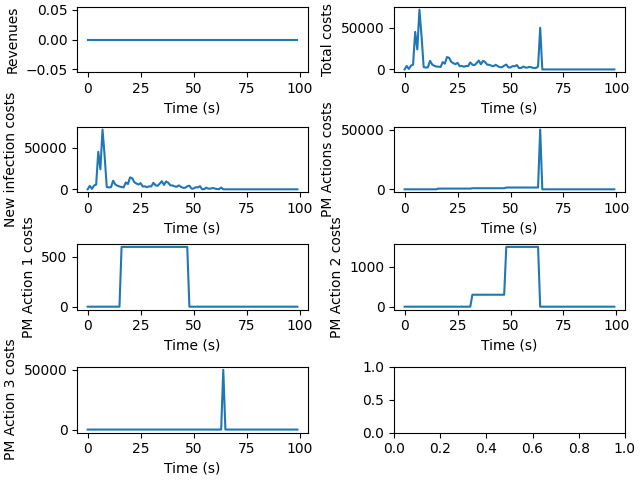 Revenues
0.05
0.00
−0.05
0 25 50 75 100
Time (s)
Total costs
50000
0
0 25 50 75 100
Time (s)
New infection costs
50000
0
0 25 50 75 100
Time (s)
PM Actions costs
50000
0
0 25 50 75 100
Time (s)
PM Action 1 costs
500
0
0 25 50 75 100
Time (s)
PM Action 2 costs
1000
0
0 25 50 75 100
Time (s)
PM Action 3 costs
50000
0
0 25 50 75 100
Time (s)
1.0
0.5
0.0
0.0 0.2 0.4 0.6 0.8 1.0